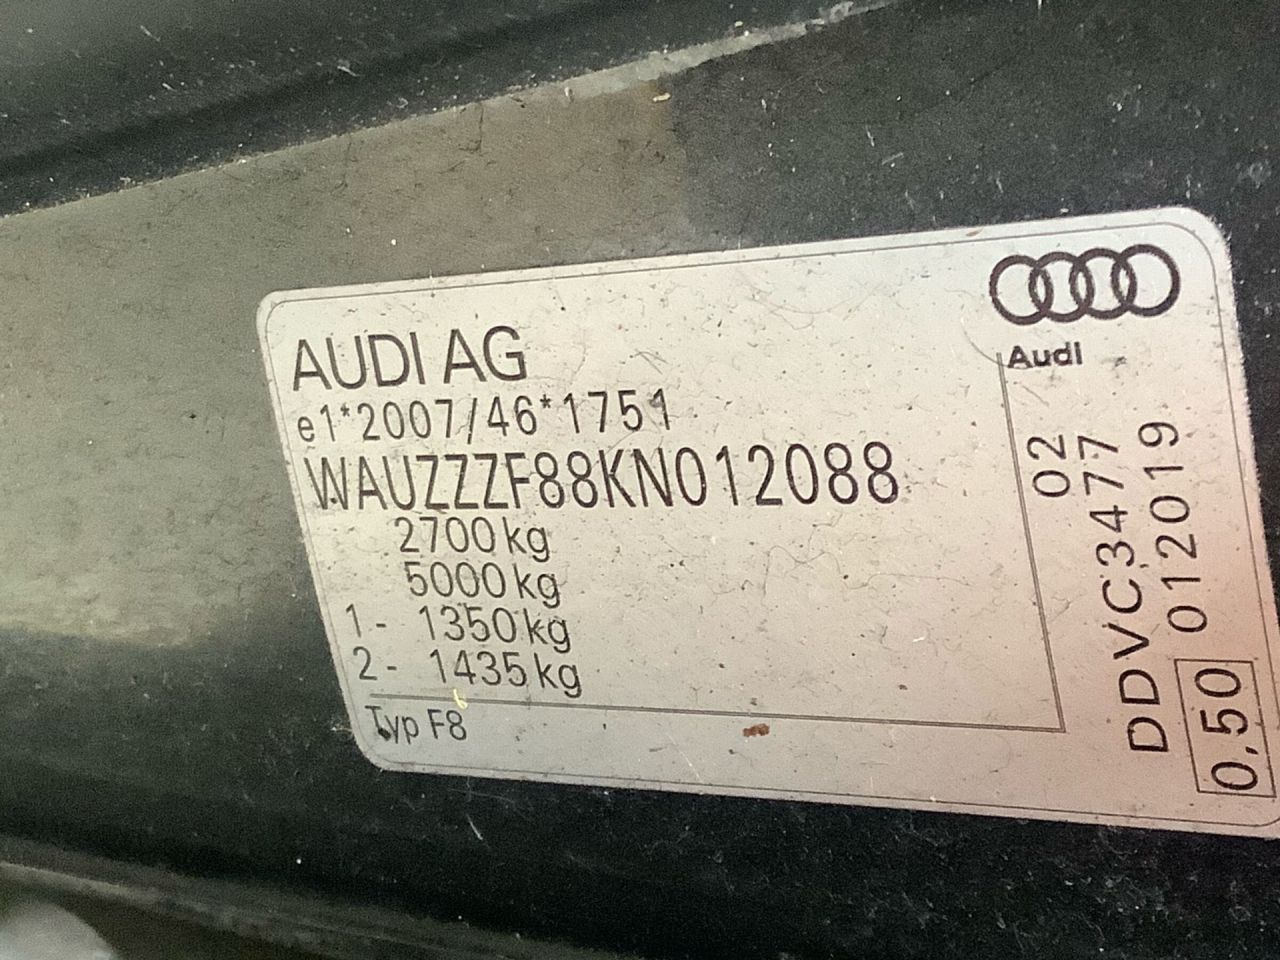 AUDI AG
e1*2007/46*1751
WAUZZZF88KN012088
2700 kg
5000 kg
1- 1350 kg
2- 1435 kg
Typ F8
Audi
02
DDVC3477
012019
0,50